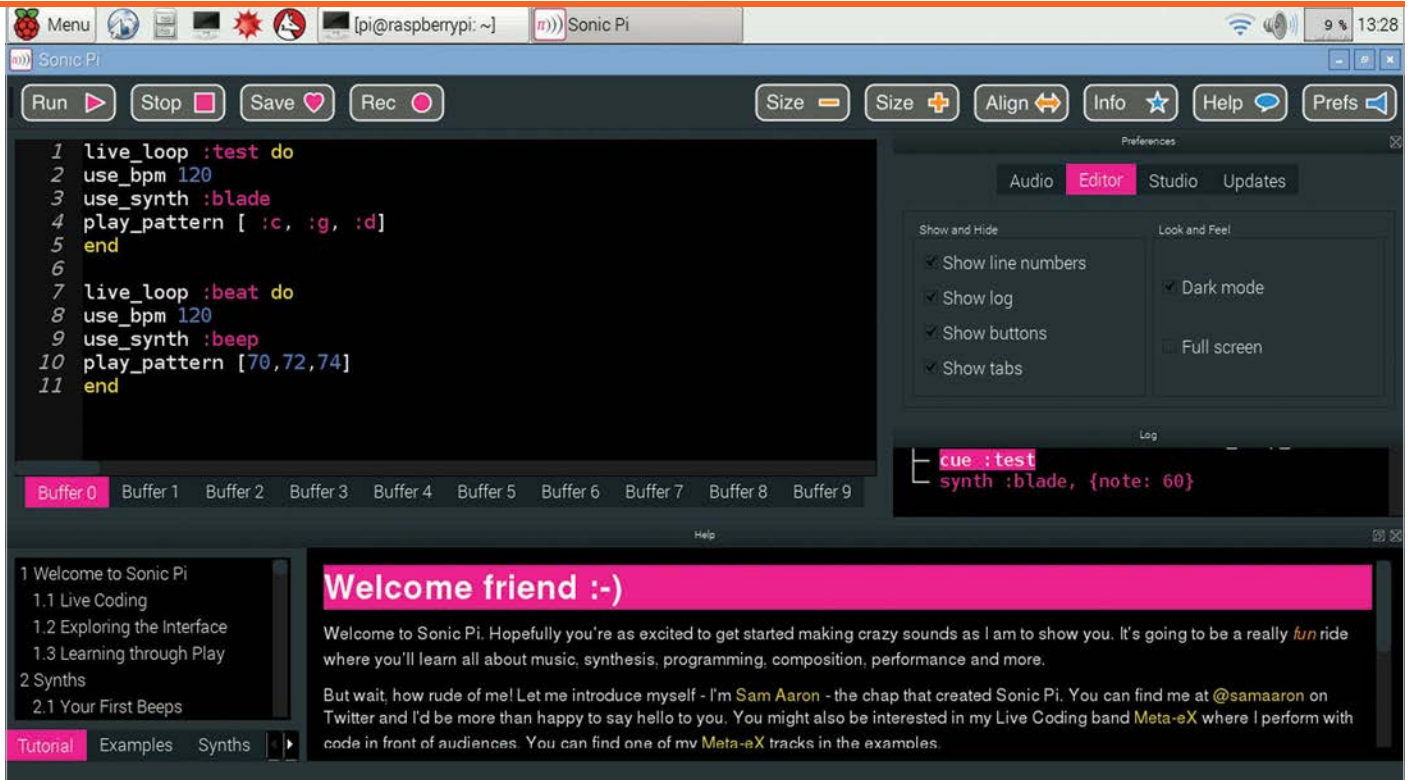 Menu [pi@raspberrypi: ~] π))) Sonic Pi 9 % 13:28
π))) Sonic Pi
Run Stop Save Rec Size Size Align Info Help Prefs
1 live_loop :test do
2 use_bpm 120
3 use_synth :blade
4 play_pattern [ :c, :g, :d]
5 end
6
7 live_loop :beat do
8 use_bpm 120
9 use_synth :beep
10 play_pattern [70,72,74]
11 end
Buffer 0 Buffer 1 Buffer 2 Buffer 3 Buffer 4 Buffer 5 Buffer 6 Buffer 7 Buffer 8 Buffer 9
Preferences
Audio Editor Studio Updates
Show and Hide
Show line numbers
Show log
Show buttons
Show tabs
Look and Feel
Dark mode
Full screen
Log
cue :test
synth :blade, {note: 60}
Help
1 Welcome to Sonic Pi
1.1 Live Coding
1.2 Exploring the Interface
1.3 Learning through Play
2 Synths
2.1 Your First Beeps
Tutorial Examples Synths
Welcome friend :-)
Welcome to Sonic Pi. Hopefully you're as excited to get started making crazy sounds as I am to show you. It's going to be a really fun ride
where you'll learn all about music, synthesis, programming, composition, performance and more.
But wait, how rude of me! Let me introduce myself - I'm Sam Aaron - the chap that created Sonic Pi. You can find me at @samaaron on
Twitter and I'd be more than happy to say hello to you. You might also be interested in my Live Coding band Meta-eX where I perform with
code in front of audiences. You can find one of my Meta-eX tracks in the examples.